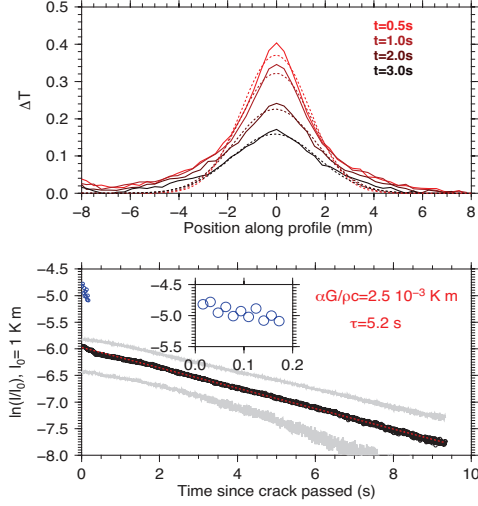 0.5
0.4
0.3
0.2
0.1
0.0
ΔT
t=0.5s
t=1.0s
t=2.0s
t=3.0s
−8 −6 −4 −2 0 2 4 6 8
Position along profile (mm)
−4.5
−5.0
−5.5
−6.0
−6.5
−7.0
−7.5
−8.0
ln(I/I₀), I₀= 1 K m
−4.5
−5.0
−5.5
0.0 0.1 0.2
αG/ρc=2.5 10⁻³ K m
τ=5.2 s
0 2 4 6 8 10
Time since crack passed (s)